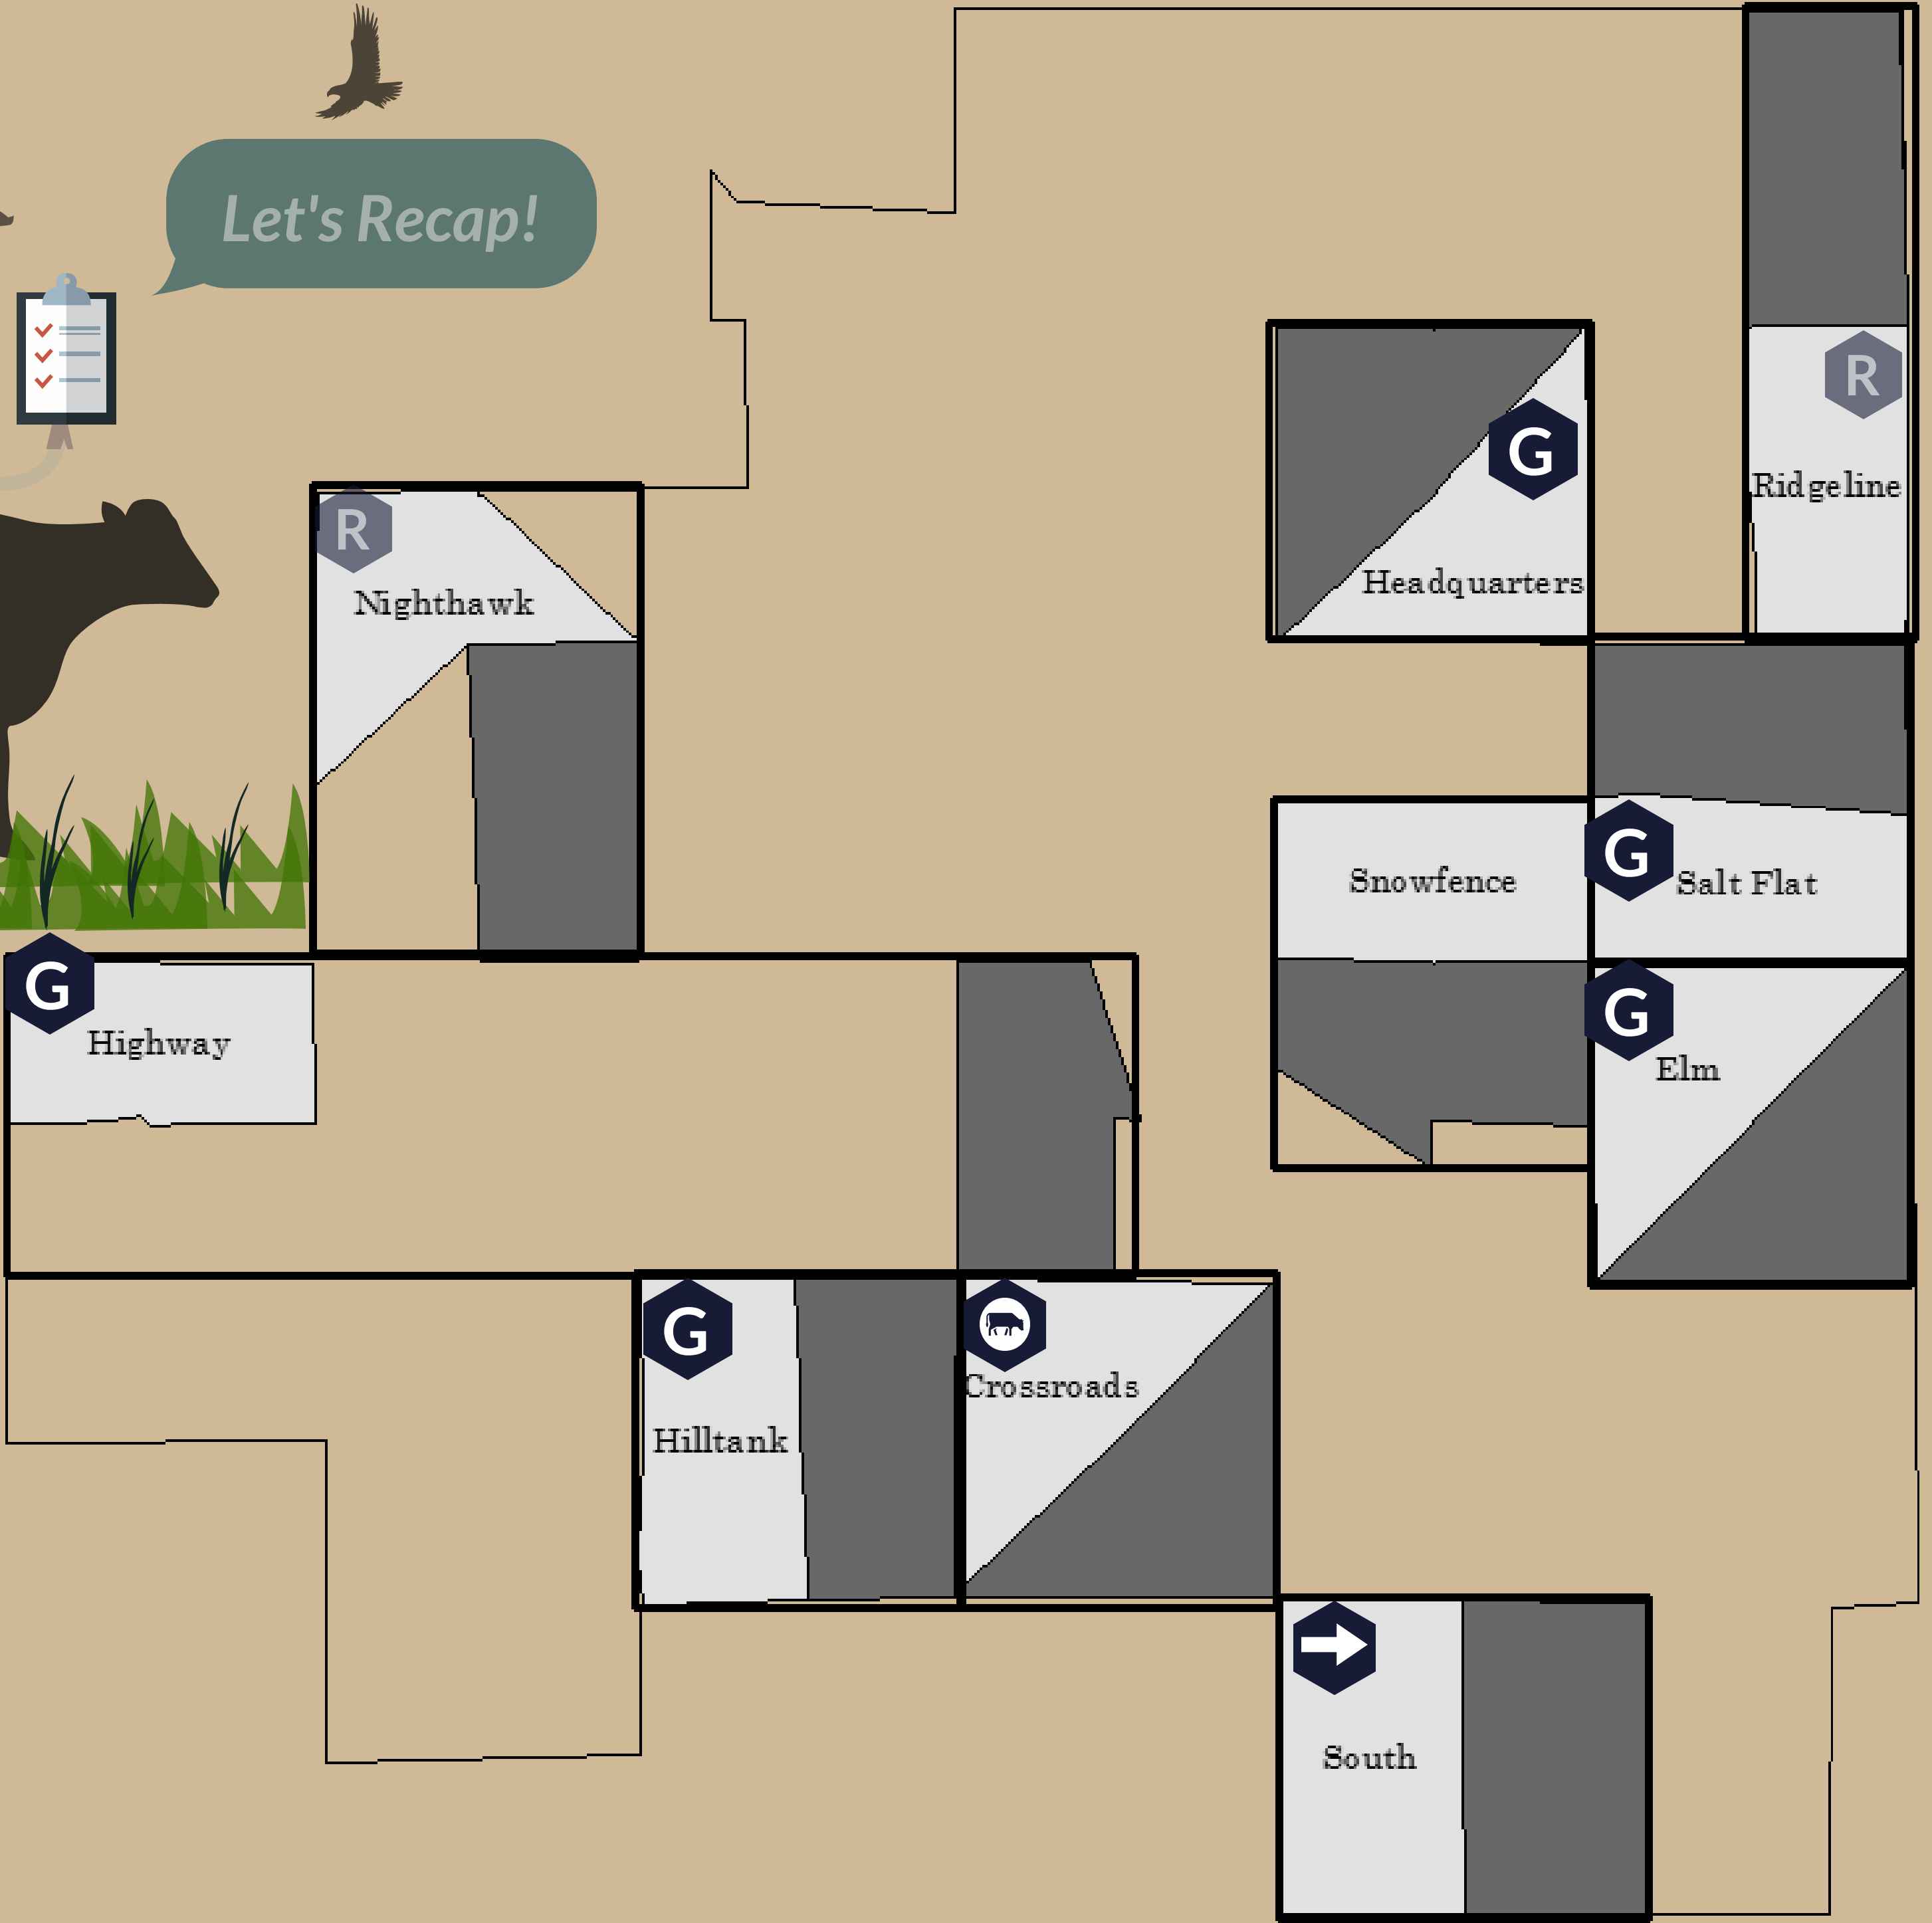 Let's Recap!
R
G
Ridgeline
R
Headquarters
Nighthawk
G
Snowfence
Salt Flat
G
G
Highway
Elm
G
Crossroads
Hilltank
South